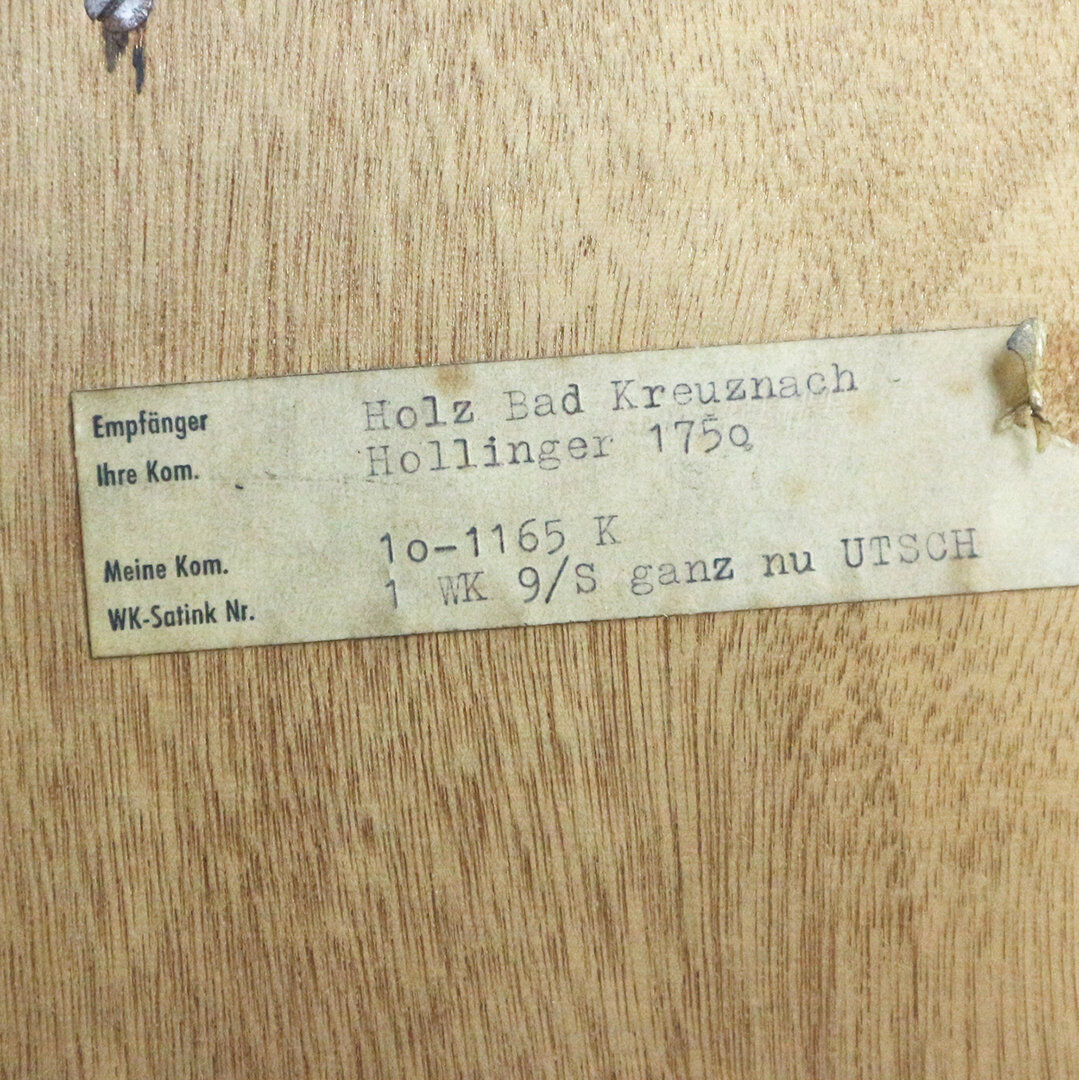 Empfänger Holz Bad Kreuznach
Ihre Kom. Hollinger 175o
Meine Kom. 1o-1165 K
WK-Satink Nr. 1 WK 9/S ganz nu UTSCH